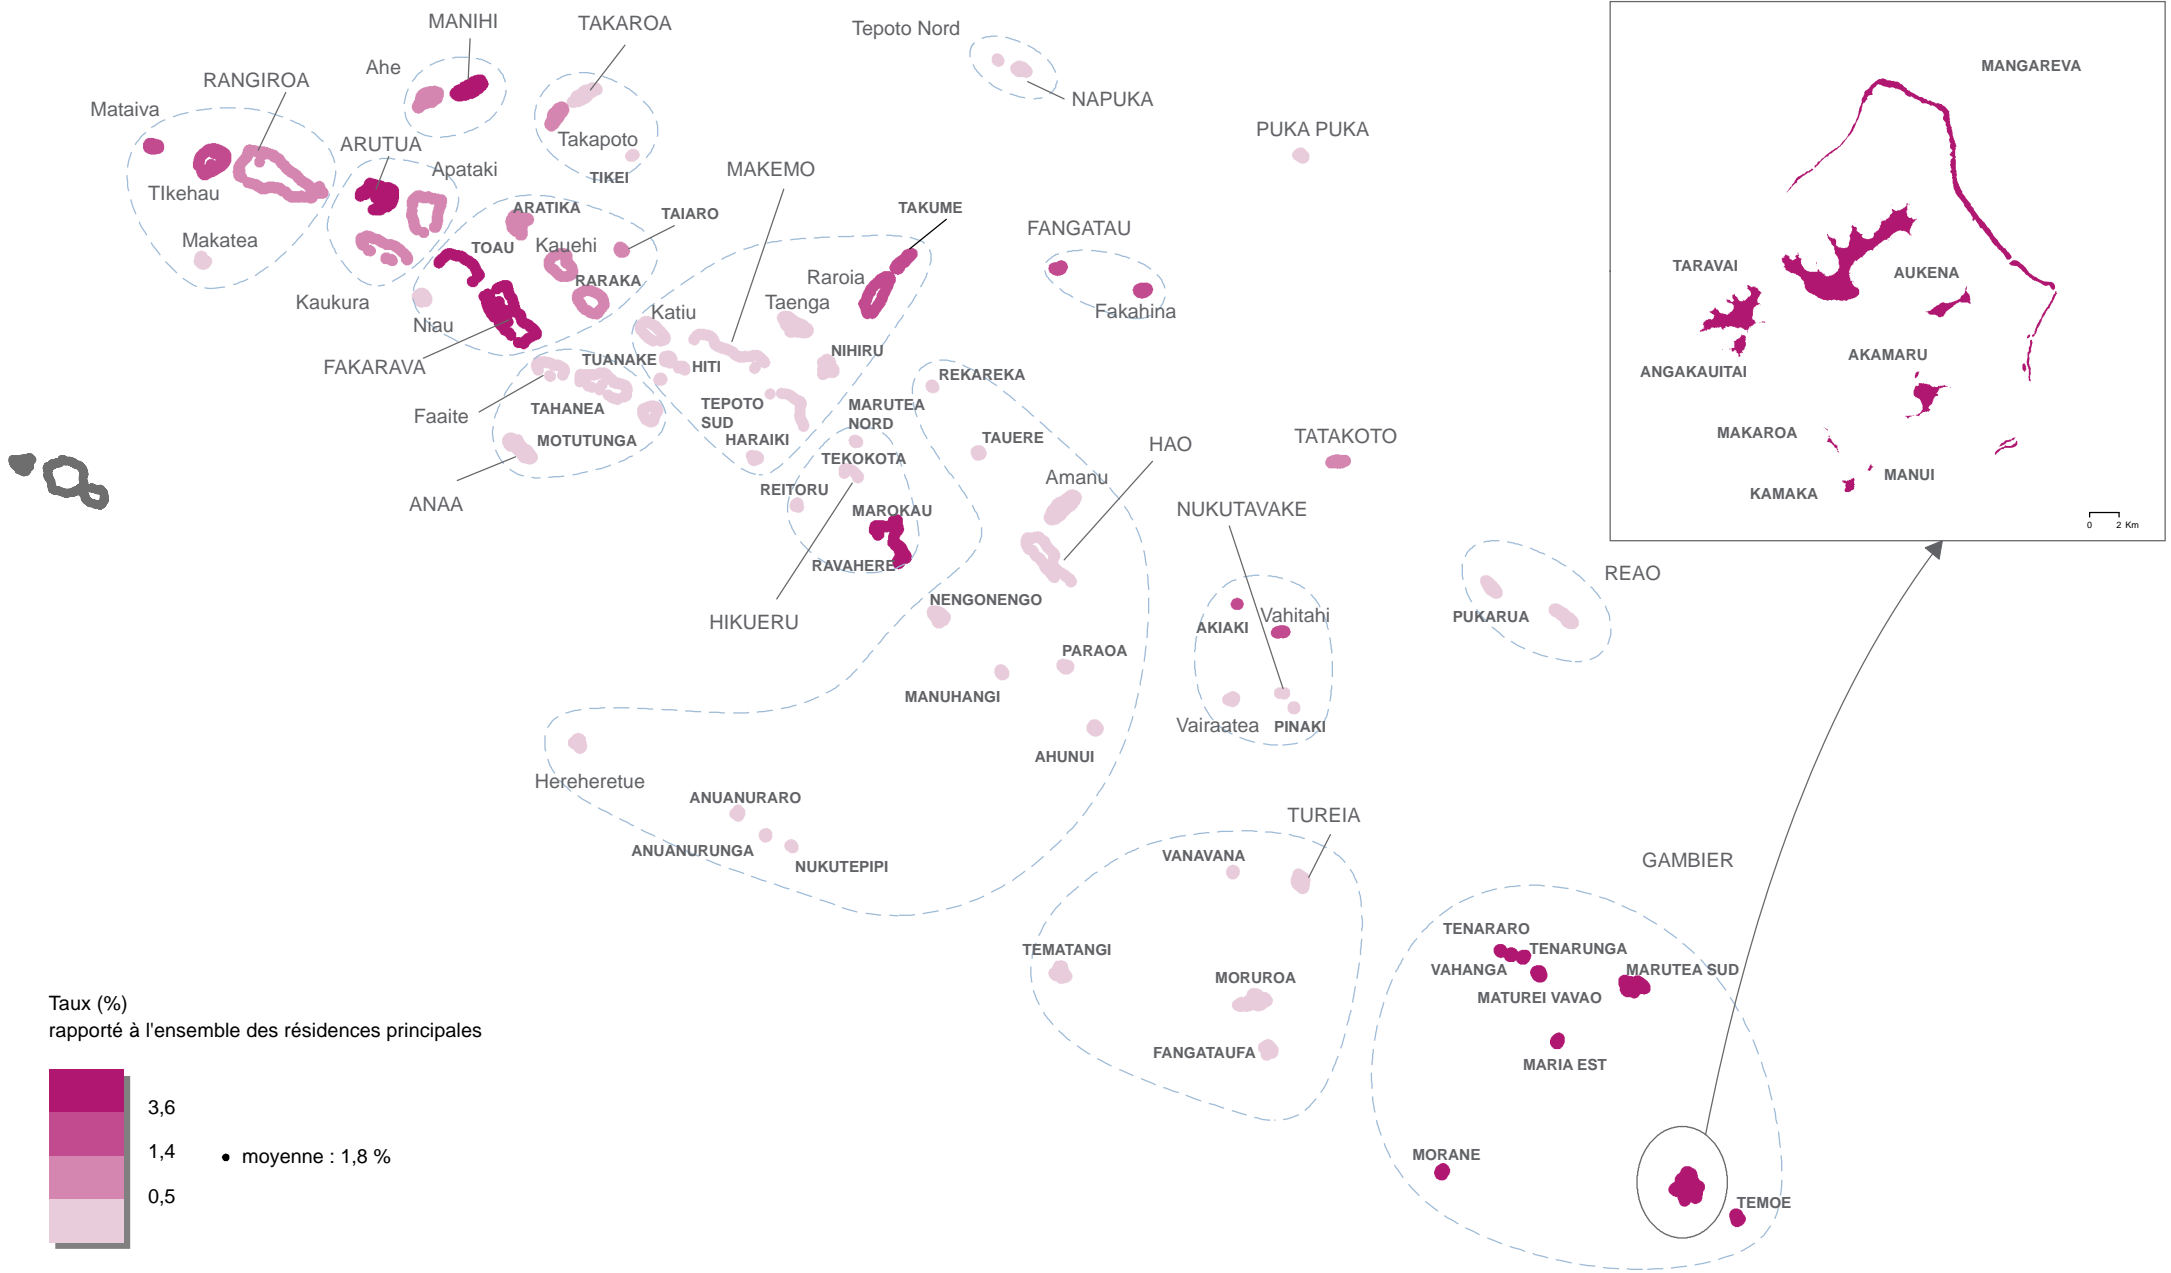 MANIHI
TAKAROA
Tepoto Nord
Ahe
RANGIROA
NAPUKA
Mataiva
PUKA PUKA
ARUTUA
Takapoto
Apataki
MAKEMO
TIKEI
TIkehau
ARATIKA
TAIARO
TAKUME
FANGATAU
Makatea
TOAU
Kauehi
RARAKA
Raroia
Kaukura
Taenga
Katiu
Fakahina
Niau
NIHIRU
FAKARAVA
TUANAKE
HITI
REKAREKA
Faaite
TAHANEA
TEPOTO
SUD
MARUTEA
NORD
MOTUTUNGA
HARAIKI
TAUERE
HAO
TATAKOTO
TEKOKOTA
ANAA
REITORU
Amanu
MAROKAU
NUKUTAVAKE
RAVAHERE
REAO
NENGONENGO
PUKARUA
HIKUERU
AKIAKI
Vahitahi
PARAOA
MANUHANGI
Vairaatea
PINAKI
AHUNUI
Hereheretue
ANUANURARO
ANUANURUNGA
NUKUTEPIPI
TUREIA
VANAVANA
GAMBIER
TEMATANGI
MORUROA
FANGATAUFA
TENARARO
TENARUNGA
VAHANGA
MARUTEA SUD
MATUREI VAVAO
MARIA EST
MORANE
TEMOE
MANGAREVA
TARAVAI
AUKENA
AKAMARU
ANGAKAUITAI
MAKAROA
MANUI
KAMAKA
0 2 Km
Taux (%)
rapporté à l'ensemble des résidences principales
3,6
1,4
• moyenne : 1,8 %
0,5